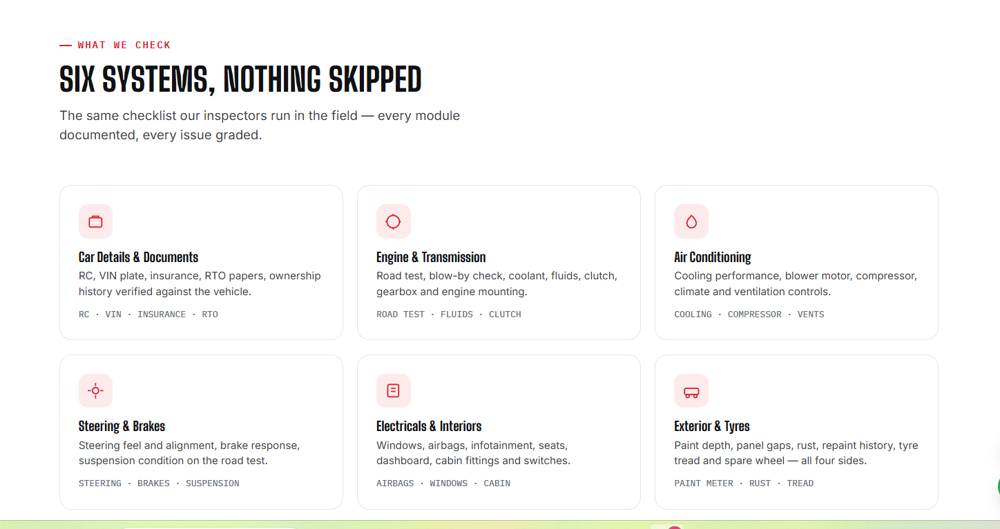 — WHAT WE CHECK
SIX SYSTEMS, NOTHING SKIPPED
The same checklist our inspectors run in the field — every module
documented, every issue graded.
Car Details & Documents
RC, VIN plate, insurance, RTO papers, ownership
history verified against the vehicle.
RC · VIN · INSURANCE · RTO
Engine & Transmission
Road test, blow-by check, coolant, fluids, clutch,
gearbox and engine mounting.
ROAD TEST · FLUIDS · CLUTCH
Air Conditioning
Cooling performance, blower motor, compressor,
climate and ventilation controls.
COOLING · COMPRESSOR · VENTS
Steering & Brakes
Steering feel and alignment, brake response,
suspension condition on the road test.
STEERING · BRAKES · SUSPENSION
Electricals & Interiors
Windows, airbags, infotainment, seats,
dashboard, cabin fittings and switches.
AIRBAGS · WINDOWS · CABIN
Exterior & Tyres
Paint depth, panel gaps, rust, repaint history, tyre
tread and spare wheel — all four sides.
PAINT METER · RUST · TREAD